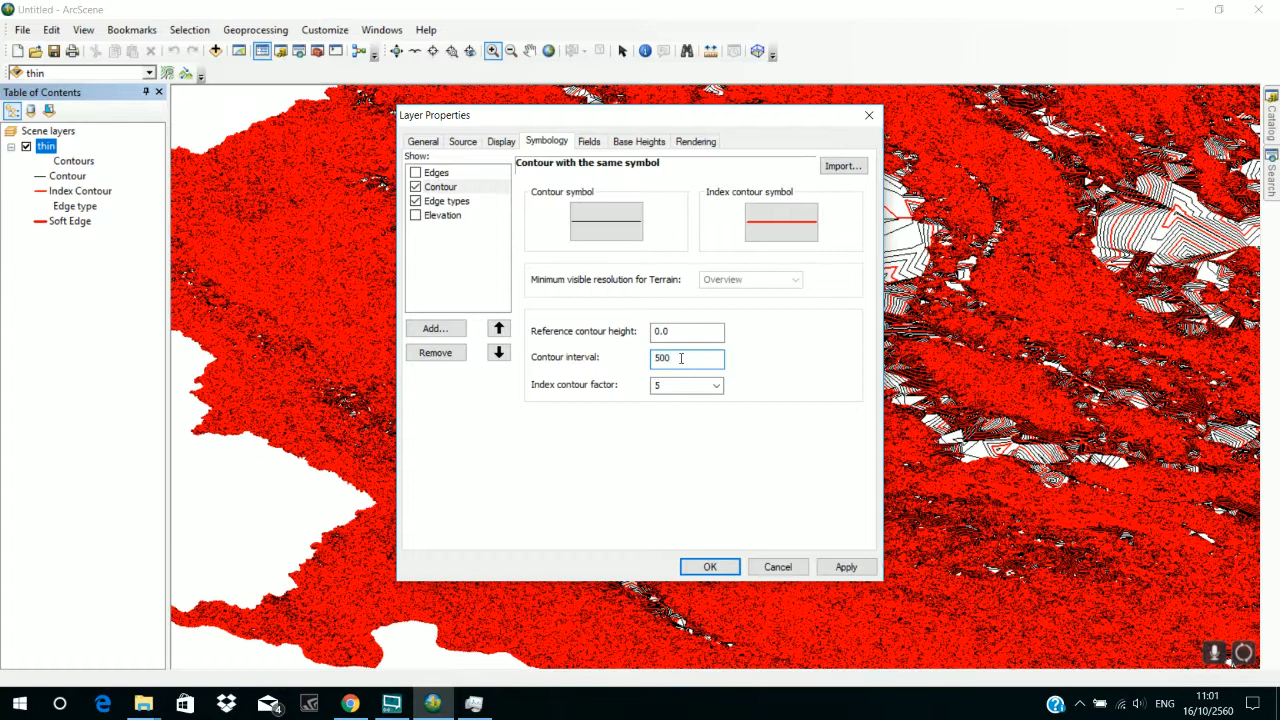 Untitled - ArcScene
File Edit View Bookmarks Selection Geoprocessing Customize Windows Help
thin
Table of Contents
Scene layers
thin
Contours
Contour
Index Contour
Edge type
Soft Edge
Layer Properties
General Source Display Symbology Fields Base Heights Rendering
Show:
Edges
Contour
Edge types
Elevation
Add...
Remove
Contour with the same symbol
Import...
Contour symbol
Index contour symbol
Minimum visible resolution for Terrain: Overview
Reference contour height: 0.0
Contour interval: 500
Index contour factor: 5
OK Cancel Apply
Catalog
Search
4
ENG
11:01
16/10/2560